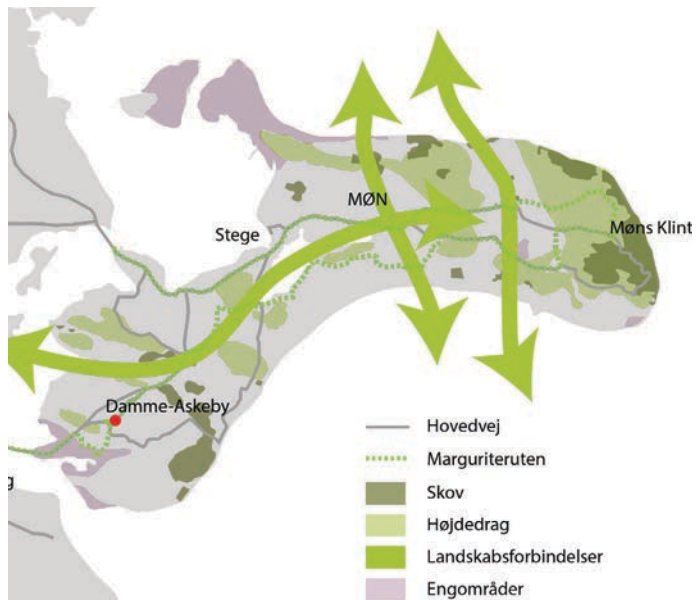 MØN
Stege
Møns Klint
Damme-Askeby
g
Hovedvej
Marguriteruten
Skov
Højdedrag
Landskabsforbindelser
Engområder